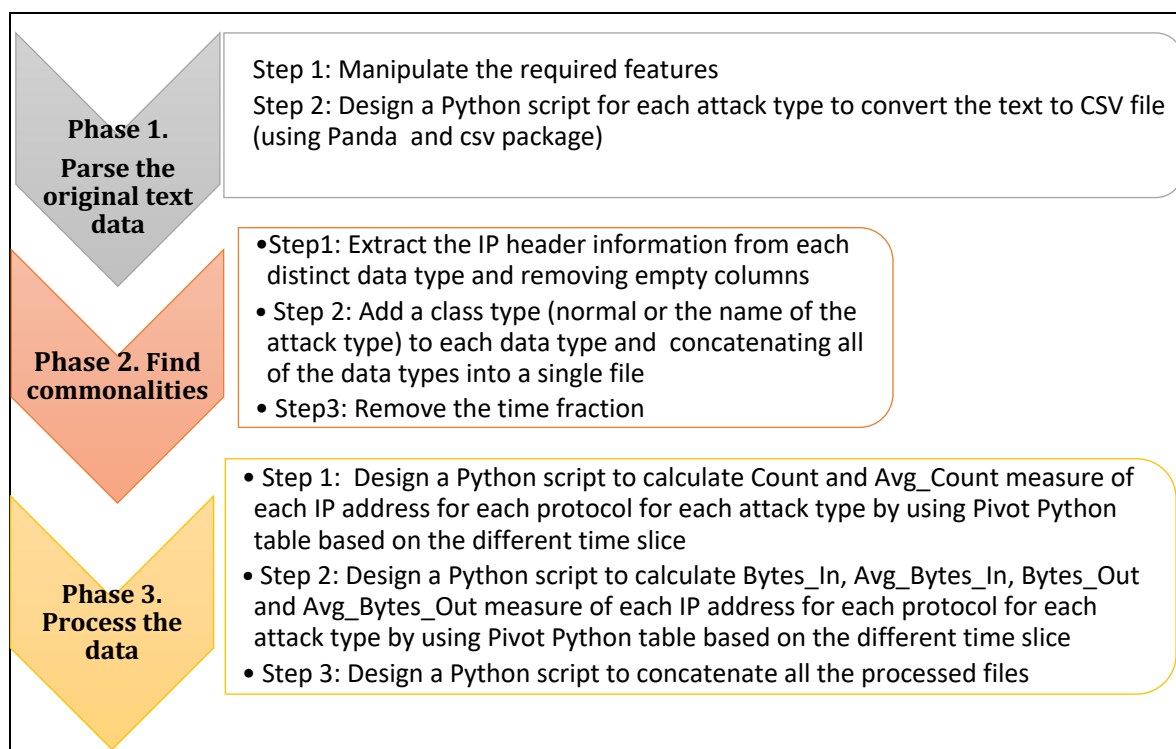 Phase 1.
Parse the
original text
data
Step 1: Manipulate the required features
Step 2: Design a Python script for each attack type to convert the text to CSV file
(using Panda and csv package)
Phase 2. Find
commonalities
•Step1: Extract the IP header information from each
distinct data type and removing empty columns
• Step 2: Add a class type (normal or the name of the
attack type) to each data type and concatenating all
of the data types into a single file
• Step3: Remove the time fraction
Phase 3.
Process the
data
• Step 1: Design a Python script to calculate Count and Avg_Count measure of
each IP address for each protocol for each attack type by using Pivot Python
table based on the different time slice
• Step 2: Design a Python script to calculate Bytes_In, Avg_Bytes_In, Bytes_Out
and Avg_Bytes_Out measure of each IP address for each protocol for each
attack type by using Pivot Python table based on the different time slice
• Step 3: Design a Python script to concatenate all the processed files